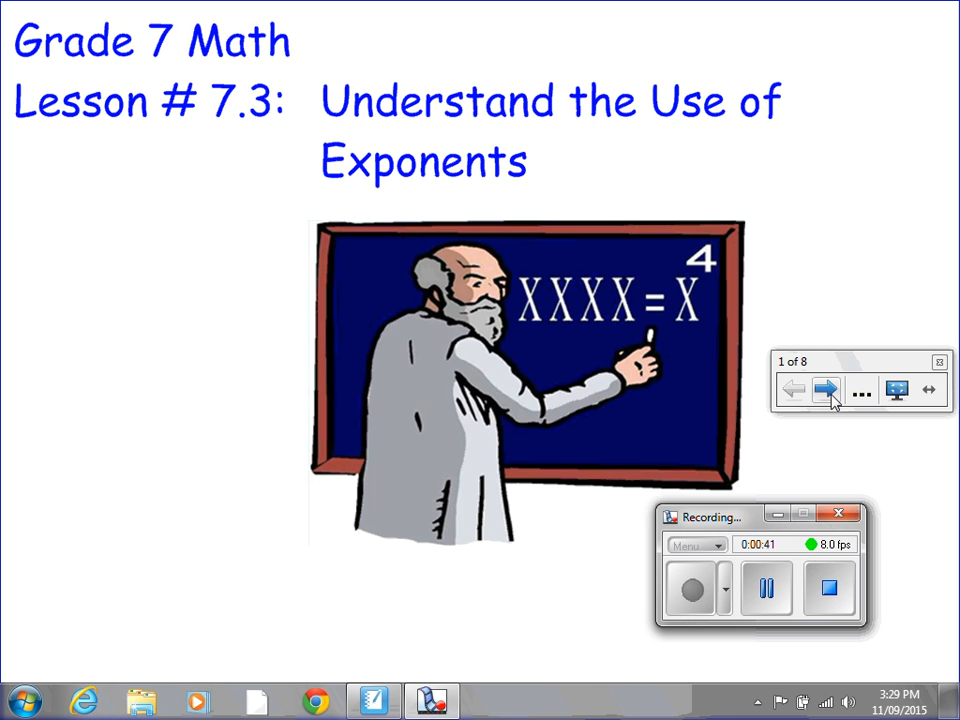 Grade 7 Math
Lesson # 7.3: Understand the Use of
Exponents
4
XXXX = X
1 of 8
...
Recording...
Menu
0:00:41
8.0 fps
3:29 PM
11/09/2015